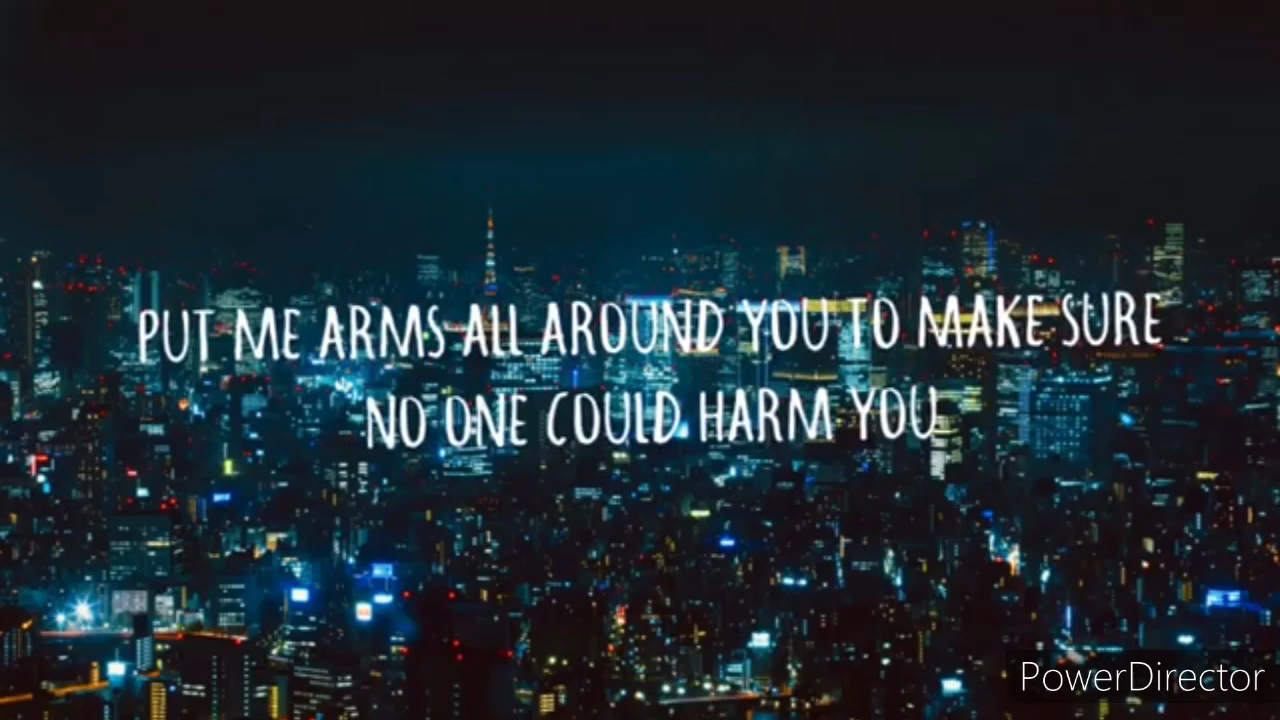 PUT ME ARMS ALL AROUND YOU TO MAKE SURE
NO ONE COULD HARM YOU
PowerDirector